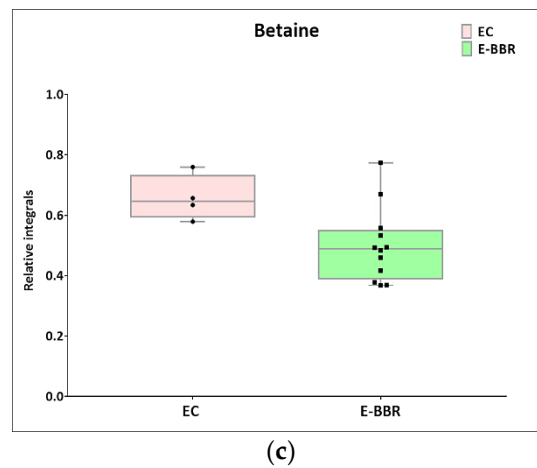 Betaine
EC
E-BBR
1.0
0.8
0.6
0.4
0.2
0.0
Relative integrals
EC E-BBR
(c)